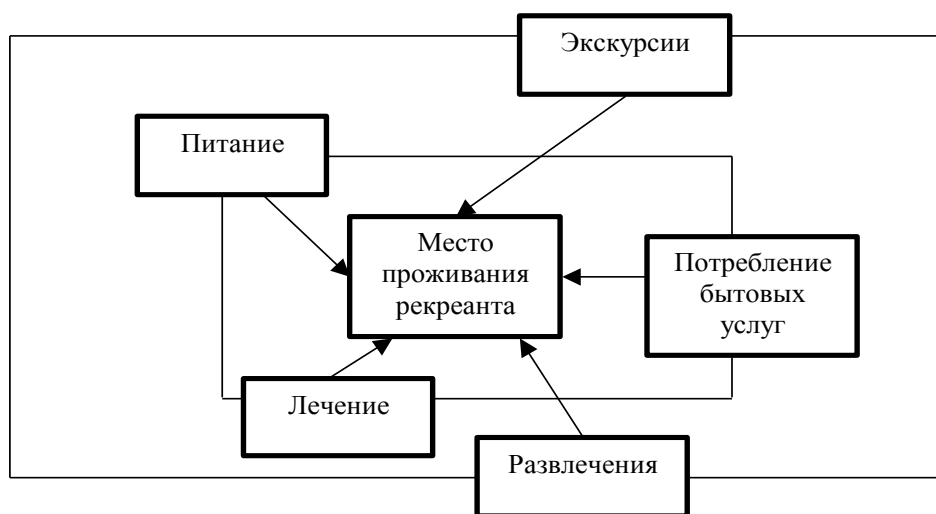 Экскурсии
Питание
Место
проживания
рекреанта
Потребление
бытовых
услуг
Лечение
Развлечения